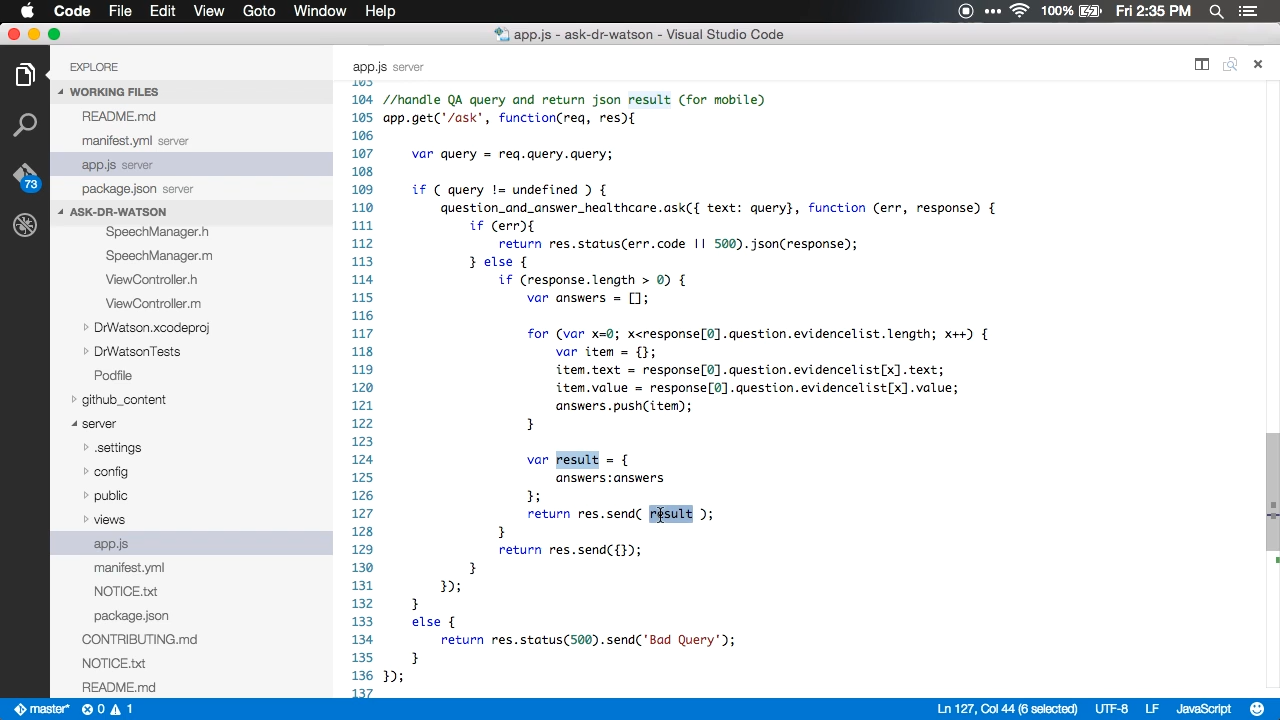 Code File Edit View Goto Window Help 100% Fri 2:35 PM
app.js - ask-dr-watson - Visual Studio Code
EXPLORE
WORKING FILES
README.md
manifest.yml server
app.js server
package.json server
ASK-DR-WATSON
SpeechManager.h
SpeechManager.m
ViewController.h
ViewController.m
DrWatson.xcodeproj
DrWatsonTests
Podfile
github_content
server
.settings
config
public
views
app.js
manifest.yml
NOTICE.txt
package.json
CONTRIBUTING.md
NOTICE.txt
README.md
73
app.js server
103
104 //handle QA query and return json result (for mobile)
105 app.get('/ask', function(req, res){
106
107 var query = req.query.query;
108
109 if ( query != undefined ) {
110 question_and_answer_healthcare.ask({ text: query}, function (err, response) {
111 if (err){
112 return res.status(err.code || 500).json(response);
113 } else {
114 if (response.length > 0) {
115 var answers = [];
116
117 for (var x=0; x<response[0].question.evidencelist.length; x++) {
118 var item = {};
119 item.text = response[0].question.evidencelist[x].text;
120 item.value = response[0].question.evidencelist[x].value;
121 answers.push(item);
122 }
123
124 var result = {
125 answers:answers
126 };
127 return res.send( result );
128 }
129 return res.send({});
130 }
131 });
132 }
133 else {
134 return res.status(500).send('Bad Query');
135 }
136 });
137
master* 0 1 Ln 127, Col 44 (6 selected) UTF-8 LF JavaScript